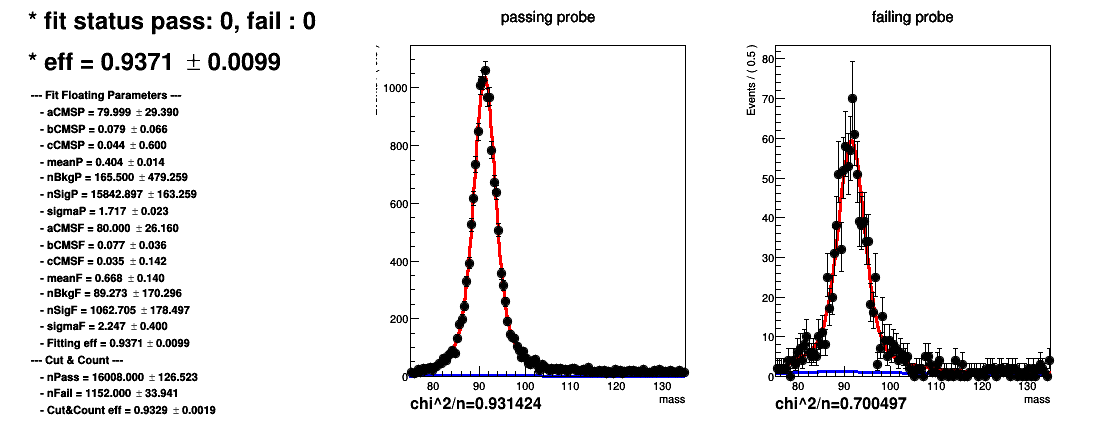 * fit status pass: 0, fail : 0
* eff = 0.9371 ± 0.0099
--- Fit Floating Parameters ---
- aCMSP = 79.999 ± 29.390
- bCMSP = 0.079 ± 0.066
- cCMSP = 0.044 ± 0.600
- meanP = 0.404 ± 0.014
- nBkgP = 165.500 ± 479.259
- nSigP = 15842.897 ± 163.259
- sigmaP = 1.717 ± 0.023
- aCMSF = 80.000 ± 26.160
- bCMSF = 0.077 ± 0.036
- cCMSF = 0.035 ± 0.142
- meanF = 0.668 ± 0.140
- nBkgF = 89.273 ± 170.296
- nSigF = 1062.705 ± 178.497
- sigmaF = 2.247 ± 0.400
- Fitting eff = 0.9371 ± 0.0099
--- Cut & Count ---
- nPass = 16008.000 ± 126.523
- nFail = 1152.000 ± 33.941
- Cut&Count eff = 0.9329 ± 0.0019
passing probe
1000
800
600
400
200
0
80 90 100 110 120 130
mass
chi^2/n=0.931424
failing probe
Events / ( 0.5 )
80
70
60
50
40
30
20
10
0
80 90 100 110 120 130
mass
chi^2/n=0.700497